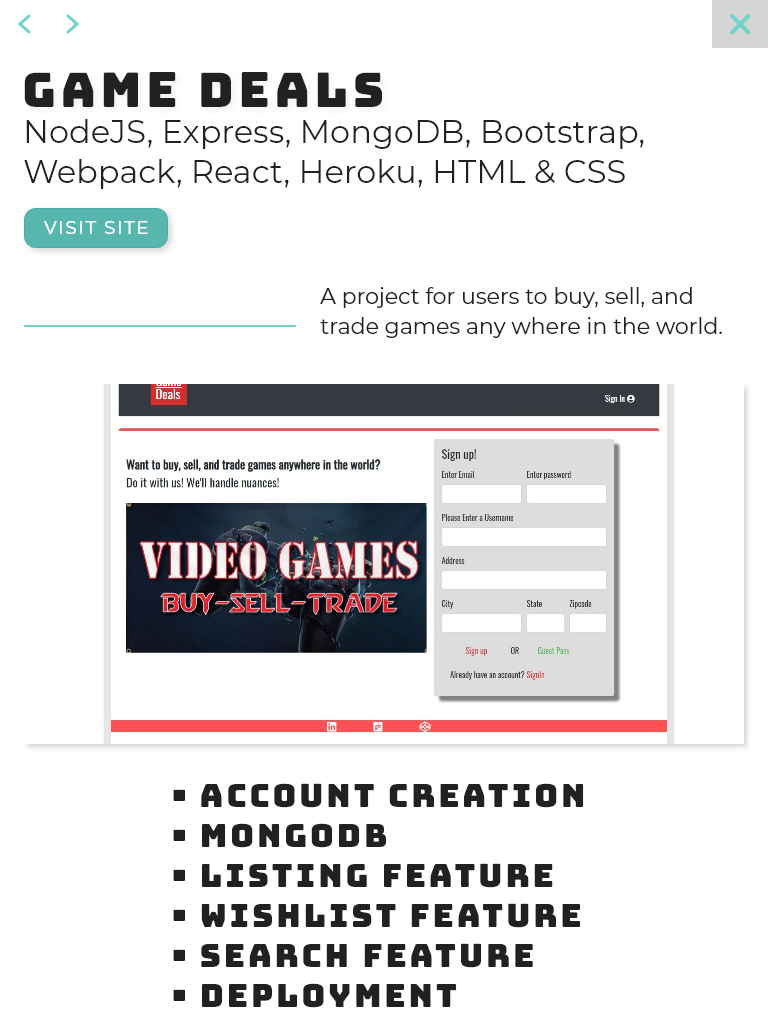 GAME DEALS
NodeJS, Express, MongoDB, Bootstrap,
Webpack, React, Heroku, HTML & CSS
VISIT SITE
A project for users to buy, sell, and
trade games any where in the world.
Deals
Sign In
Want to buy, sell, and trade games anywhere in the world?
Do it with us! We'll handle nuances!
VIDEO GAMES
BUY-SELL-TRADE
Sign up!
Enter Email Enter password
Please Enter a Username
Address
City State Zipcode
Sign up OR Guest Pass
Already have an account? SignIn
▪ ACCOUNT CREATION
▪ MONGODB
▪ LISTING FEATURE
▪ WISHLIST FEATURE
▪ SEARCH FEATURE
▪ DEPLOYMENT